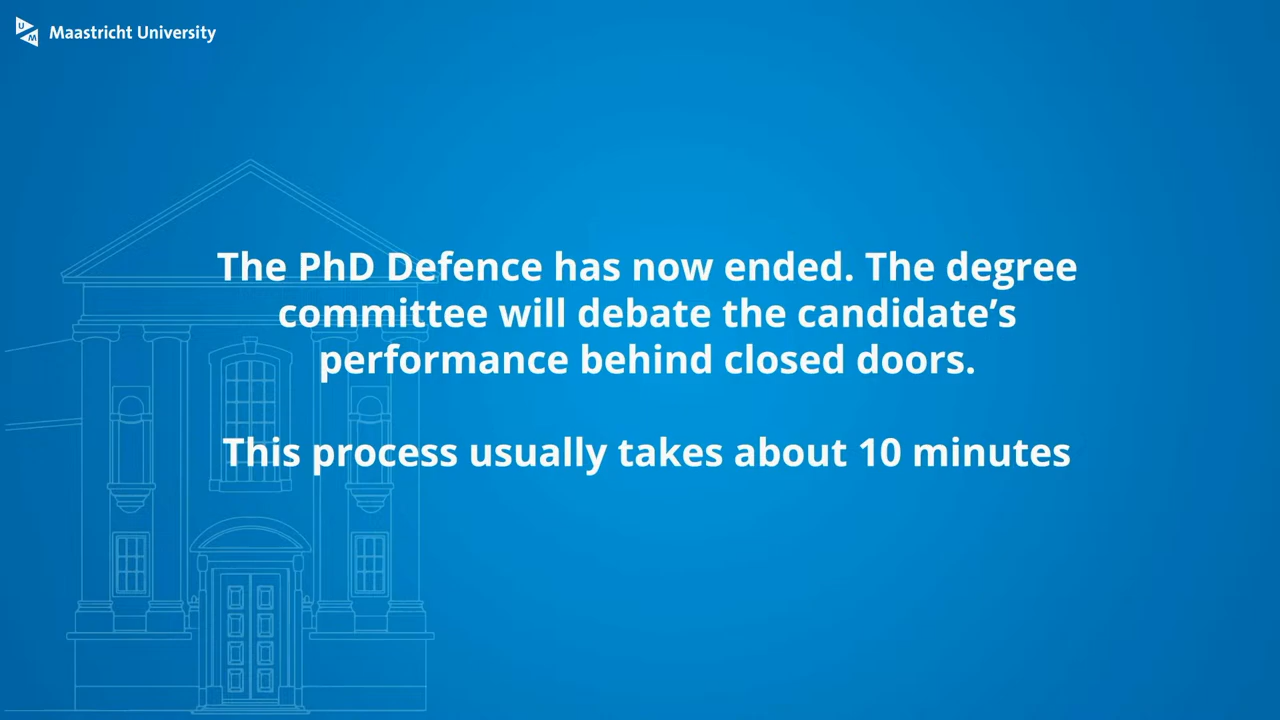 UM
Maastricht University
The PhD Defence has now ended. The degree
committee will debate the candidate’s
performance behind closed doors.
This process usually takes about 10 minutes